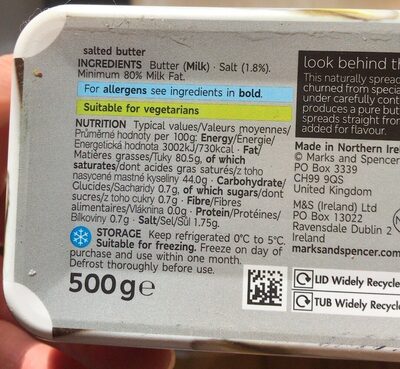 salted butter
INGREDIENTS Butter (Milk) · Salt (1.8%).
Minimum 80% Milk Fat.
For allergens see ingredients in bold.
Suitable for vegetarians
NUTRITION Typical values/Valeurs moyennes/
Průměrné hodnoty per 100g: Energy/Énergie/
Energetická hodnota 3002kJ/730kcal · Fat/
Matières grasses/Tuky 80.5g, of which
saturates/dont acides gras saturés/z toho
nasycené mastné kyseliny 44.0g · Carbohydrate/
Glucides/Sacharidy 0.7g, of which sugars/dont
sucres/z toho cukry 0.7g · Fibre/Fibres
alimentaires/Vláknina 0.0g · Protein/Protéines/
Bílkoviny 0.7g · Salt/Sel/Sůl 1.75g.
STORAGE Keep refrigerated 0°C to 5°C.
Suitable for freezing. Freeze on day of
purchase and use within one month.
Defrost thoroughly before use.
500g℮
look behind th
This naturally spread
churned from specia
under carefully cont
produces a pure but
spreads straight from
added for flavour.
Made in Northern Ir
© Marks and Spencer
PO Box 3339
CH99 9QS
United Kingdom
M&S (Ireland) Ltd
PO Box 13022
Ravensdale Dublin 2
Ireland
marksandspencer.com
LID Widely Recycle
TUB Widely Recycle